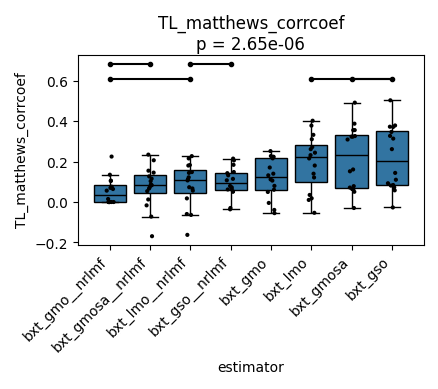 TL_matthews_corrcoef
p = 2.65e-06
TL_matthews_corrcoef
0.6
0.4
0.2
0.0
−0.2
bxt_gmo__nrlmf
bxt_gmosa__nrlmf
bxt_lmo__nrlmf
bxt_gso__nrlmf
bxt_gmo
bxt_lmo
bxt_gmosa
bxt_gso
estimator